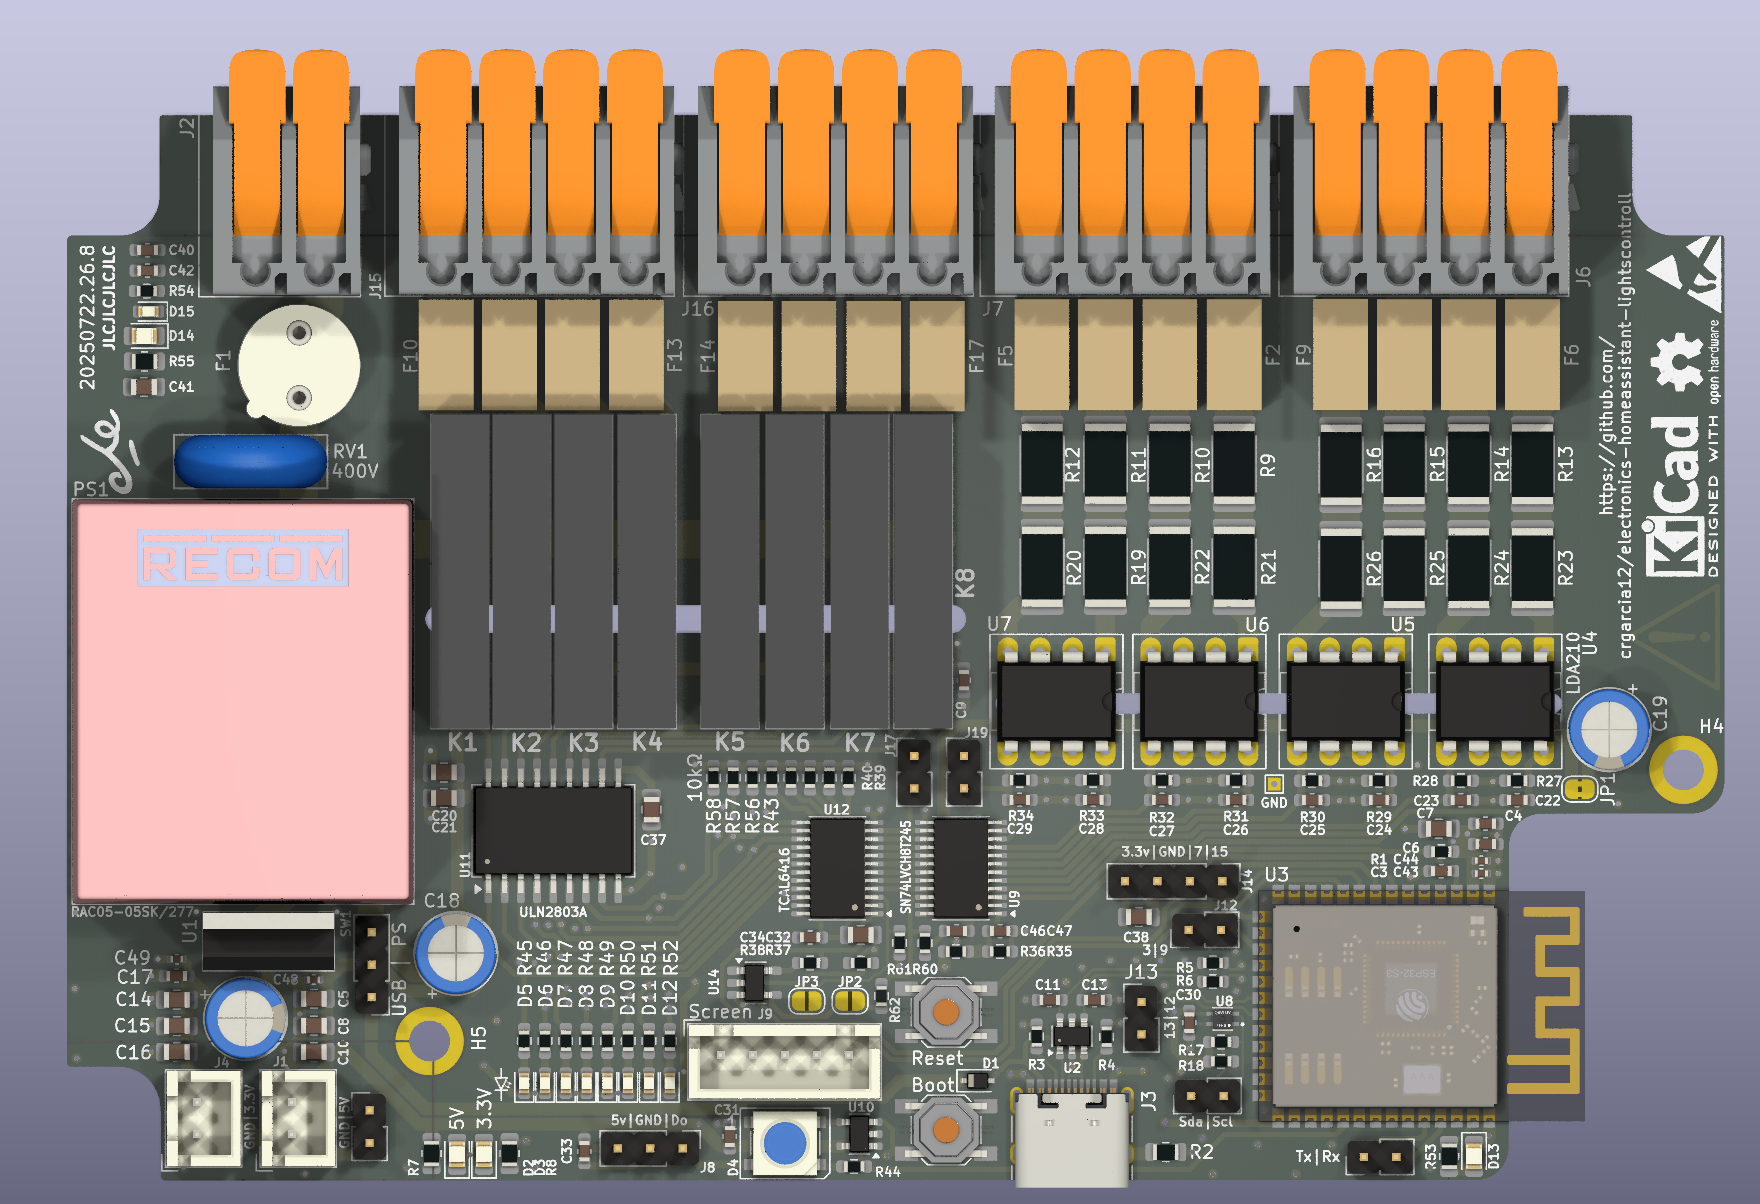 J2
J15
J16
J7
J6
20250722.26.8
JLCJLCJLCJLC
C40
C42
R54
D15
D14
R55
C41
F1
F10
F13
F14
F17
F5
F2
F9
F6
https://github.com/
crgarcia12/electronics-homeassistant-lightscontroll
open hardware
KiCad
DESIGNED WITH
RV1
400V
PS1
RECOM
R12
R11
R10
R9
R16
R15
R14
R13
R20
R19
R22
R21
R26
R25
R24
R23
K8
U7
U6
U5
U4
LDA210
C9
C19
H4
K1
K2
K3
K4
K5
K6
K7
J17
J19
10kΩ
R40
R39
R58
R57
R56
R43
C20
C21
C37
U11
ULN2803A
U12
TCAL6416
SN74LVCH8T245
U9
R34
C29
R33
C28
R32
C27
R31
C26
GND
R30
C25
R29
C24
R28
C23
R27
C22
JP1
C7
C4
C6
R1 C44
C3 C43
3.3v|GND|7|15
J14
U3
RAC05-05SK/277
U1
SW1
PS
USB
C18
C49
C17
C14
C15
C16
C48
C5
C8
C10
H5
D5 R45
D6 R46
D7 R47
D8 R48
D9 R49
D10 R50
D11 R51
D12 R52
C34C32
R38R37
U14
JP3
JP2
R61R60
R62
C46C47
R36R35
C38
J12
3|9
R5
R6
C30
J13
13|12
C11
C13
U8
R17
R18
R3
U2
R4
ESP32-S3
Screen
J9
Reset
Boot
D1
J4
GND|3.3V
J1
GND|5V
R7
5V
3.3V
D2
D3
R8
C33
5v|GND|Do
J8
C31
D4
U10
R44
J3
R2
Sda|Scl
Tx|Rx
R53
D13